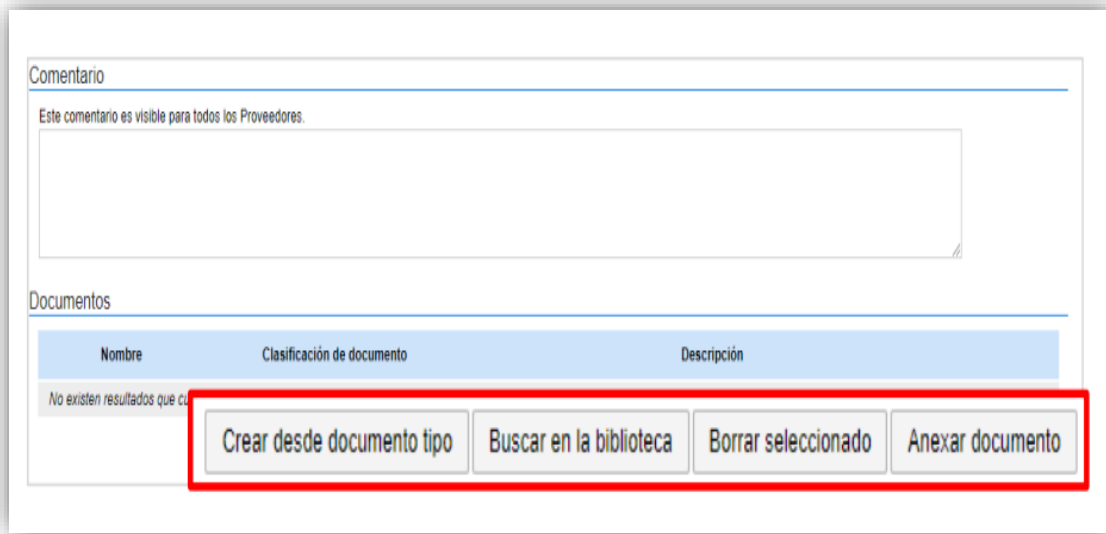 Comentario
Este comentario es visible para todos los Proveedores.
Documentos
Nombre Clasificación de documento Descripción
No existen resultados que
Crear desde documento tipo Buscar en la biblioteca Borrar seleccionado Anexar documento